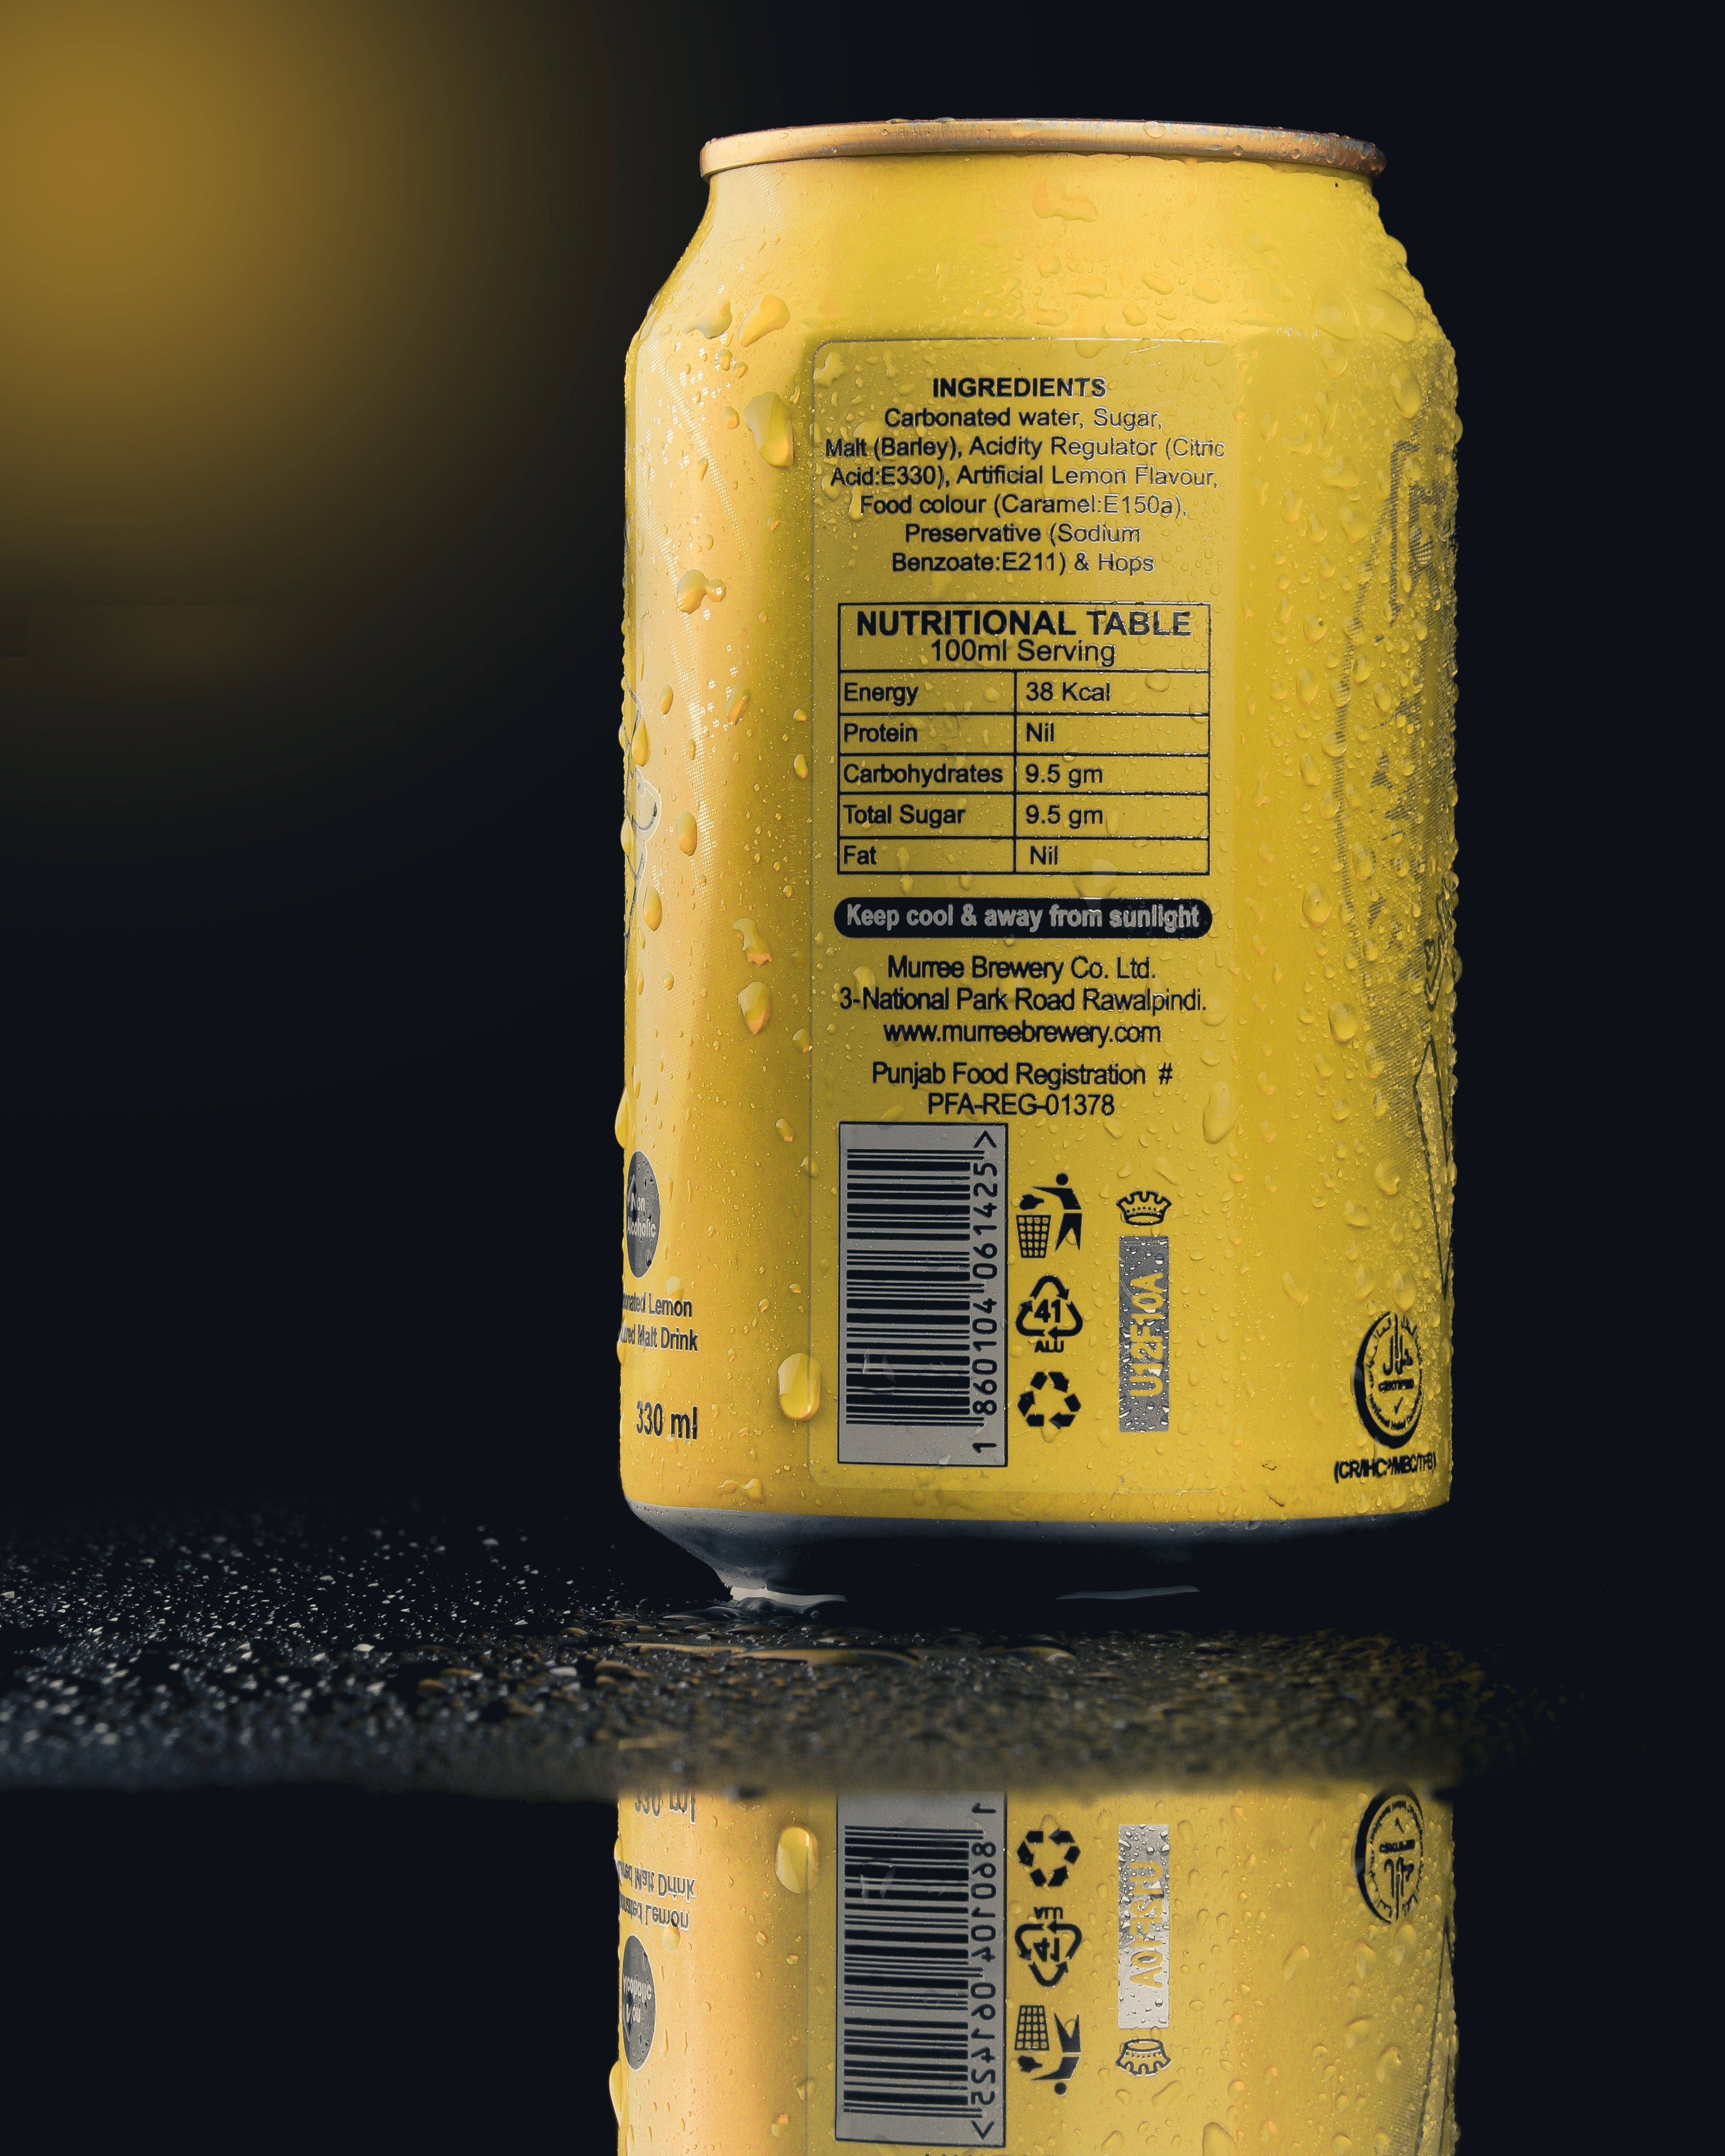 INGREDIENTS
Carbonated water, Sugar,
Malt (Barley), Acidity Regulator (Citric
Acid:E330), Artificial Lemon Flavour,
Food colour (Caramel:E150a),
Preservative (Sodium
Benzoate:E211) & Hops
NUTRITIONAL TABLE
100ml Serving
Energy 38 Kcal
Protein Nil
Carbohydrates 9.5 gm
Total Sugar 9.5 gm
Fat Nil
Keep cool & away from sunlight
Murree Brewery Co. Ltd.
3-National Park Road Rawalpindi.
www.murreebrewery.com
Punjab Food Registration #
PFA-REG-01378
1 860104 061425 >
41
ALU
U12F10A
Lemon
Malt Drink
330 ml
حلال